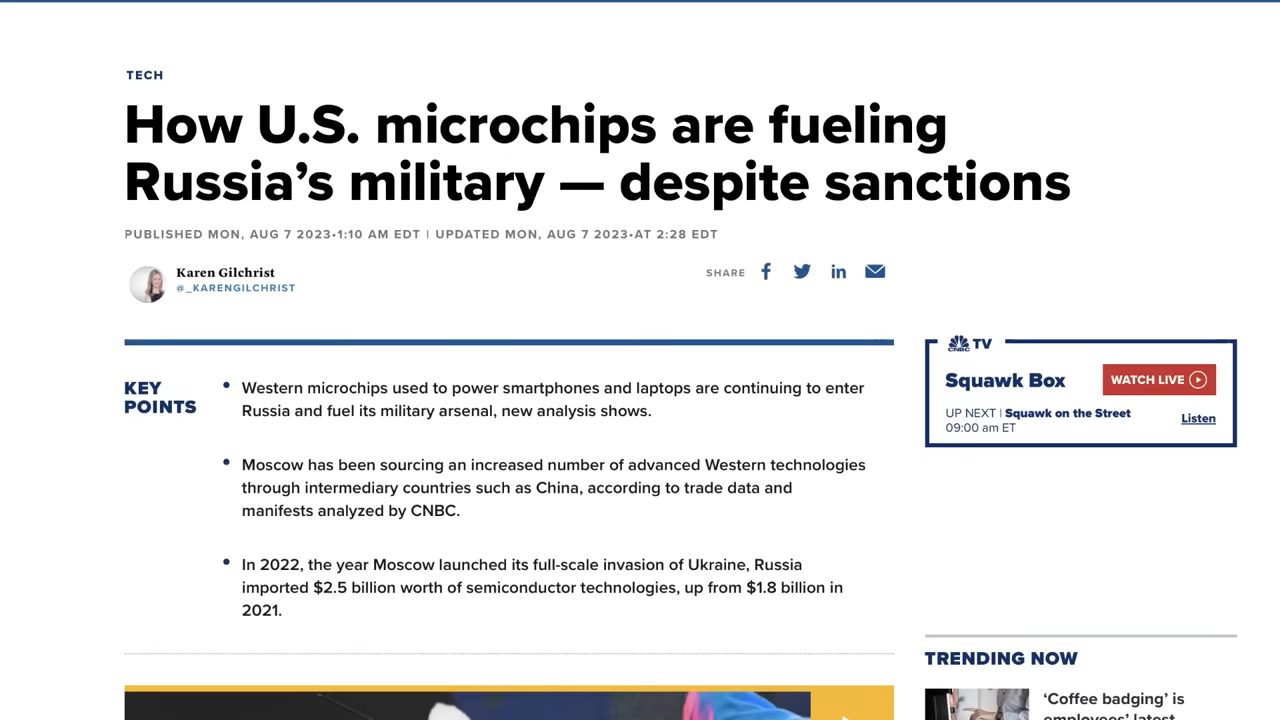 TECH
How U.S. microchips are fueling
Russia’s military — despite sanctions
PUBLISHED MON, AUG 7 2023•1:10 AM EDT | UPDATED MON, AUG 7 2023•AT 2:28 EDT
Karen Gilchrist
@_KARENGILCHRIST
SHARE
KEY
POINTS
• Western microchips used to power smartphones and laptops are continuing to enter
Russia and fuel its military arsenal, new analysis shows.
• Moscow has been sourcing an increased number of advanced Western technologies
through intermediary countries such as China, according to trade data and
manifests analyzed by CNBC.
• In 2022, the year Moscow launched its full-scale invasion of Ukraine, Russia
imported $2.5 billion worth of semiconductor technologies, up from $1.8 billion in
2021.
CNBC TV
Squawk Box
WATCH LIVE
UP NEXT | Squawk on the Street
09:00 am ET
Listen
TRENDING NOW
‘Coffee badging’ is
employees’ latest